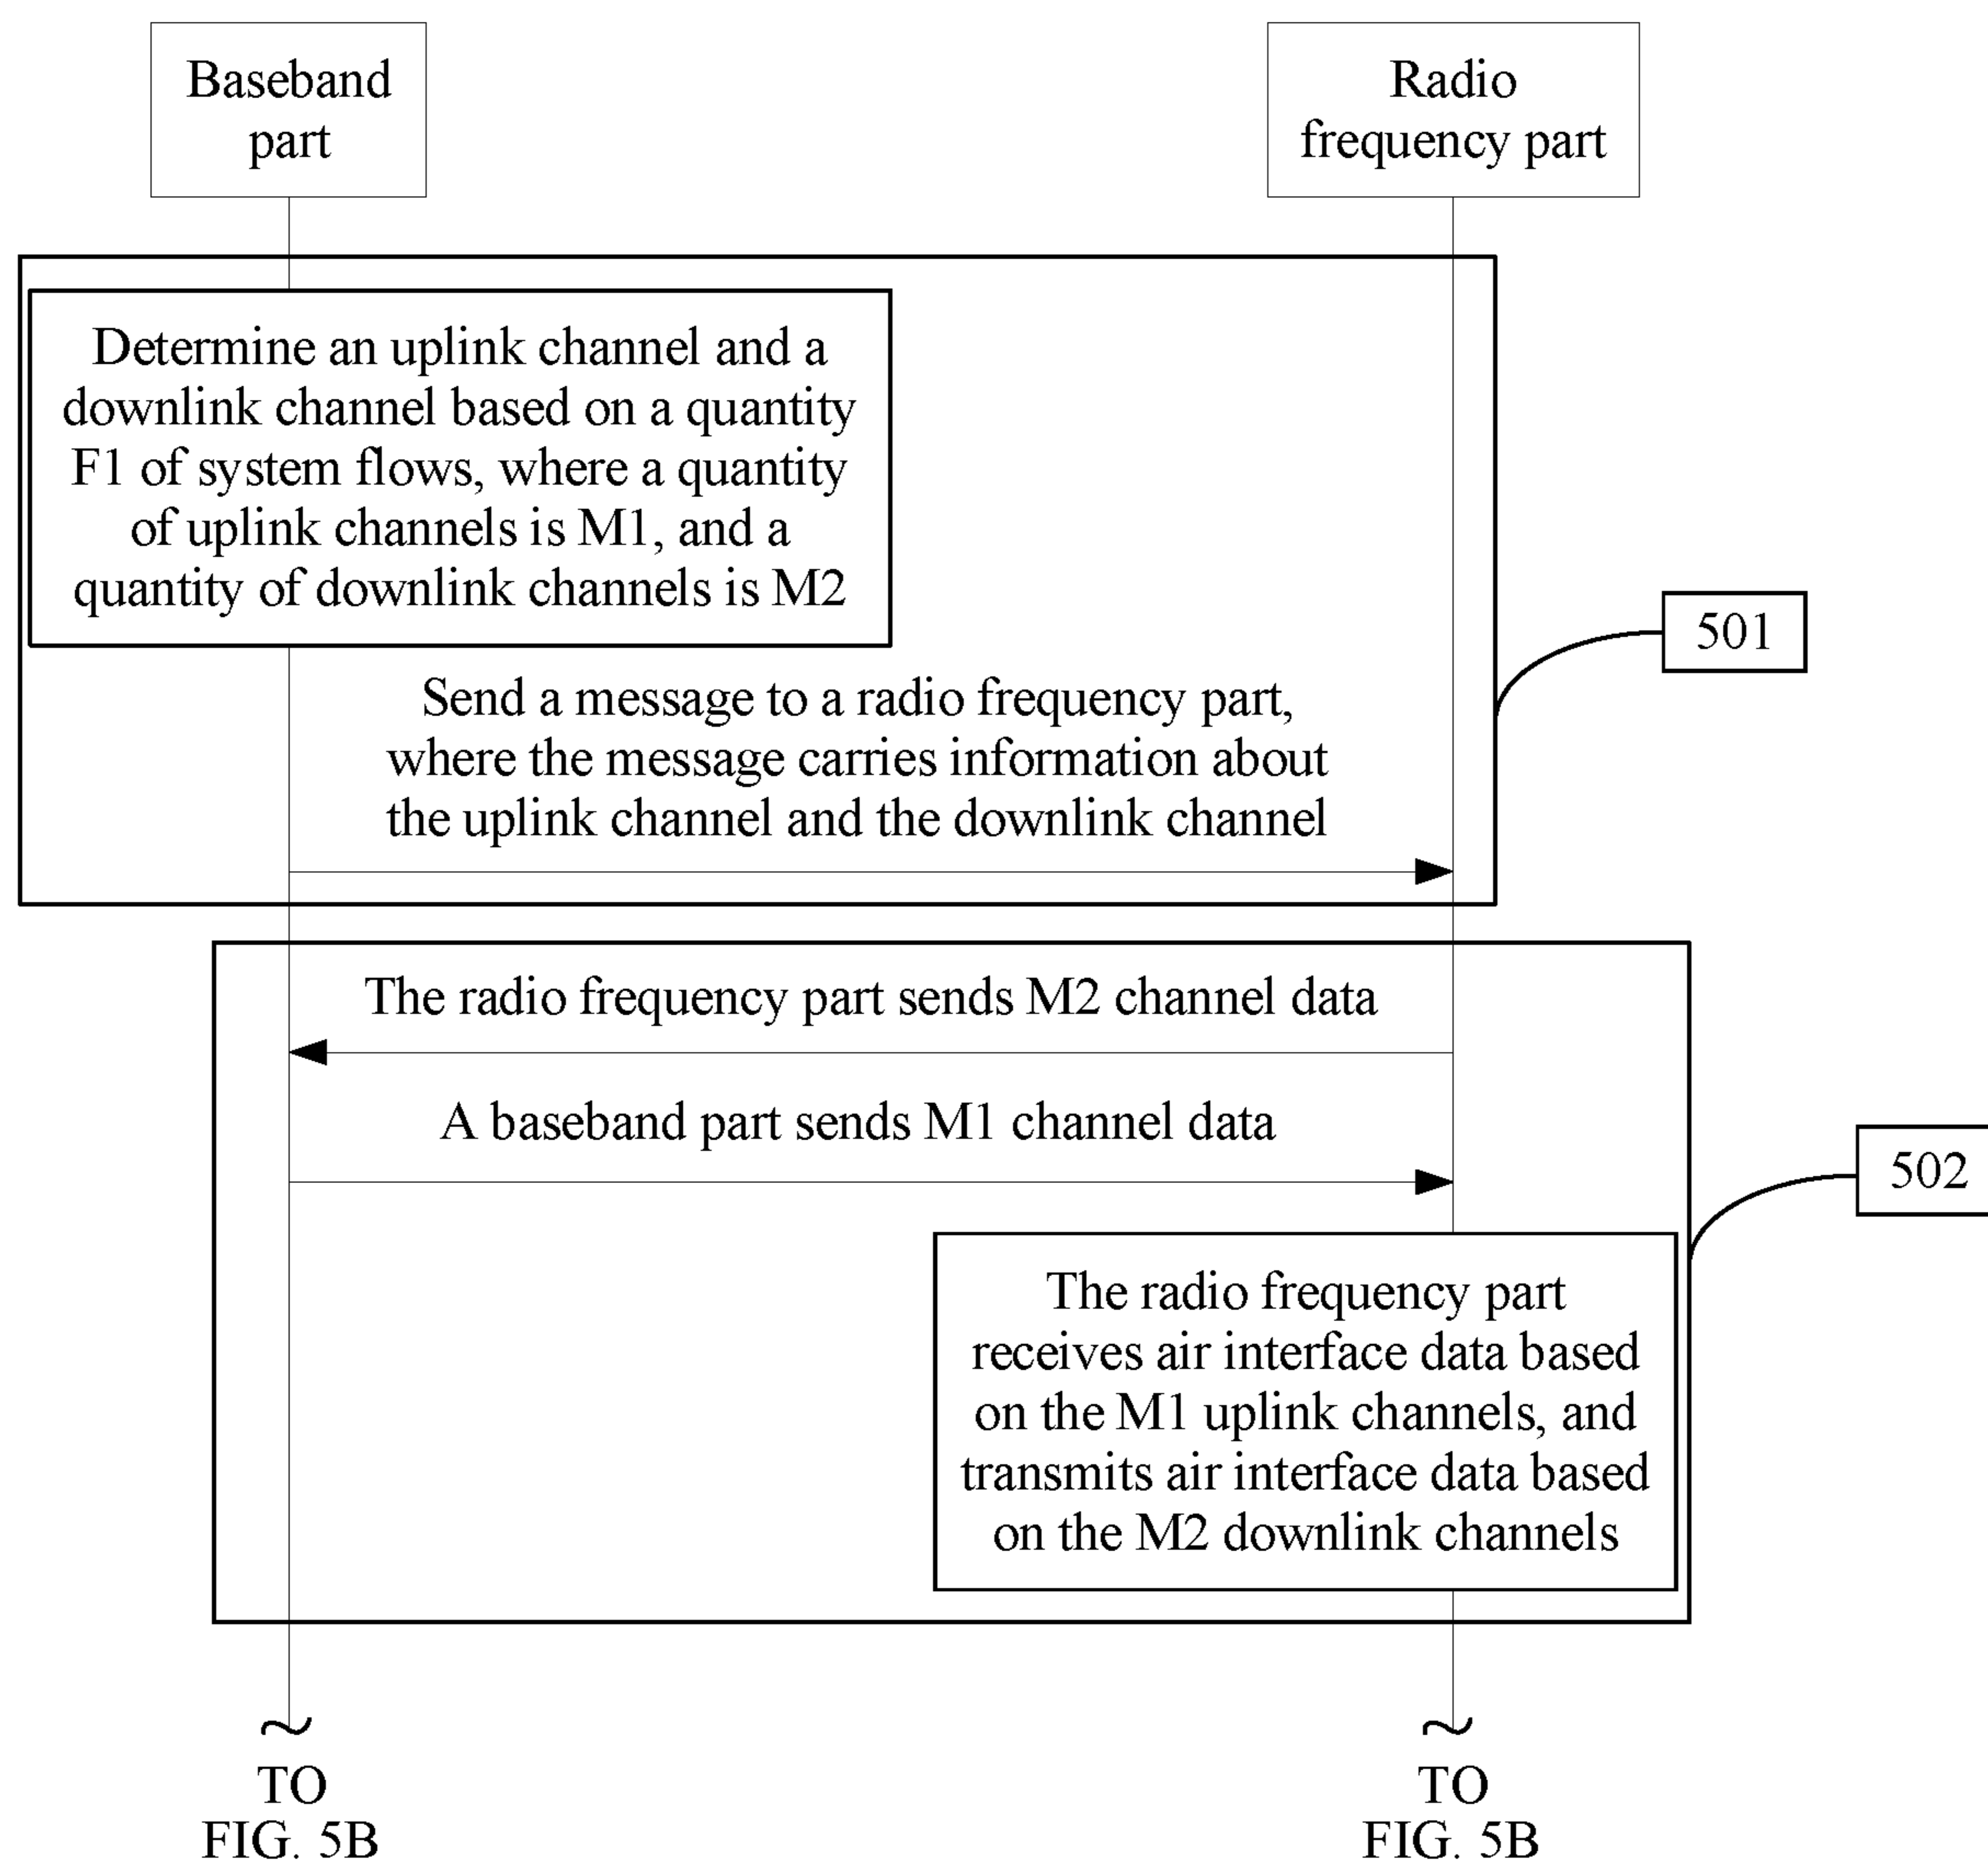 Baseband
part
Radio
frequency part
Determine an uplink channel and a
downlink channel based on a quantity
F1 of system flows, where a quantity
of uplink channels is M1, and a
quantity of downlink channels is M2
501
Send a message to a radio frequency part,
where the message carries information about
the uplink channel and the downlink channel
The radio frequency part sends M2 channel data
A baseband part sends M1 channel data
502
The radio frequency part
receives air interface data based
on the M1 uplink channels, and
transmits air interface data based
on the M2 downlink channels
TO
FIG. 5B
TO
FIG. 5B